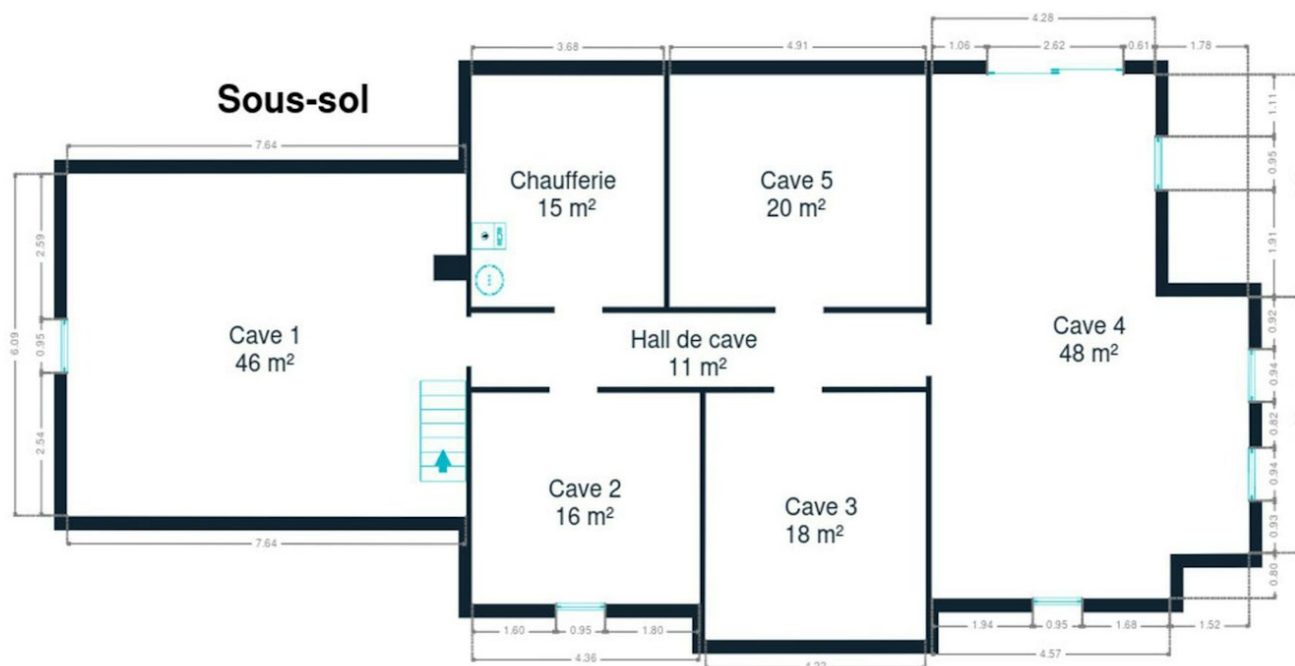 4.28
3.68
4.91
1.06
2.62
0.61
1.78
Sous-sol
7.64
1.11
0.95
1.91
Chaufferie
15 m²
Cave 5
20 m²
2.59
0.95
2.54
6.09
Cave 1
46 m²
Hall de cave
11 m²
Cave 4
48 m²
0.92
0.94
0.82
0.94
0.93
0.80
Cave 2
16 m²
Cave 3
18 m²
7.64
1.60
0.95
1.80
4.36
1.94
0.95
1.68
1.52
4.57